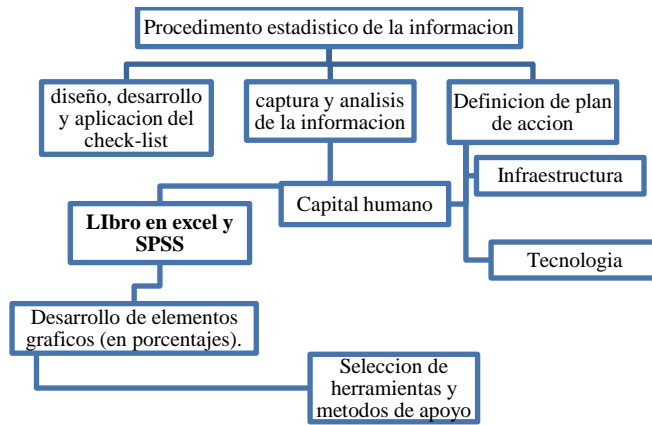 Procedimento estadistico de la informacion
diseño, desarrollo
y aplicacion del
check-list
captura y analisis
de la informacion
Definicion de plan
de accion
Infraestructura
Capital humano
LIbro en excel y
SPSS
Tecnologia
Desarrollo de elementos
graficos (en porcentajes).
Seleccion de
herramientas y
metodos de apoyo